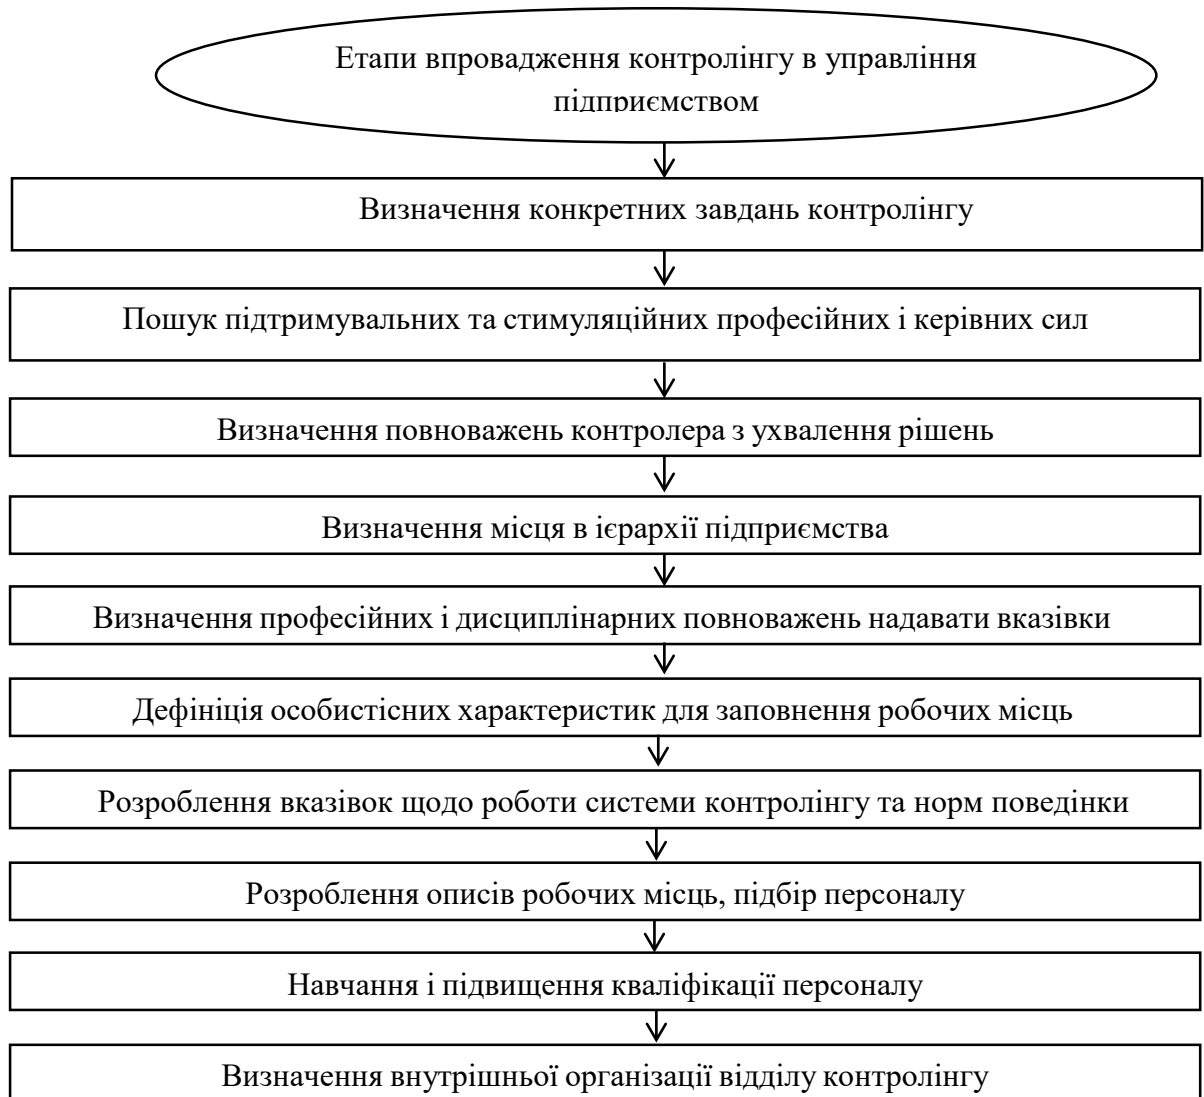 Етапи впровадження контролінгу в управління
підприємством
Визначення конкретних завдань контролінгу
Пошук підтримувальних та стимуляційних професійних і керівних сил
Визначення повноважень контролера з ухвалення рішень
Визначення місця в ієрархії підприємства
Визначення професійних і дисциплінарних повноважень надавати вказівки
Дефініція особистісних характеристик для заповнення робочих місць
Розроблення вказівок щодо роботи системи контролінгу та норм поведінки
Розроблення описів робочих місць, підбір персоналу
Навчання і підвищення кваліфікації персоналу
Визначення внутрішньої організації відділу контролінгу